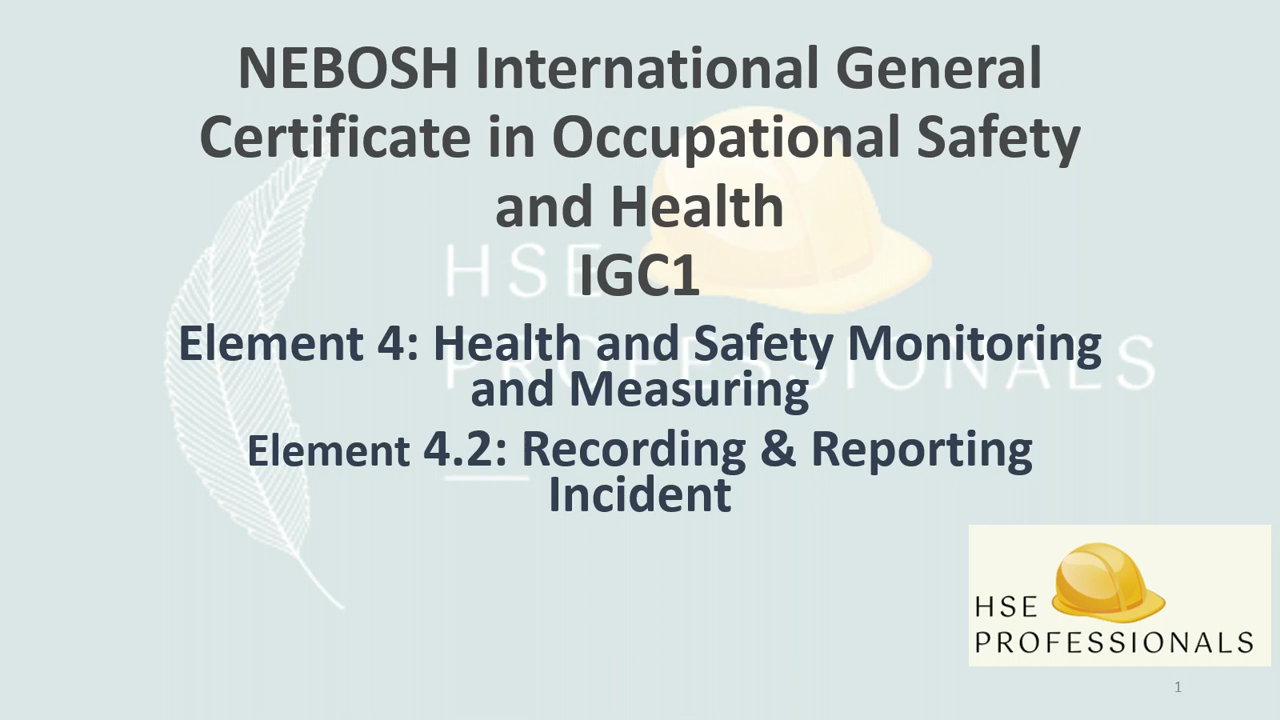 NEBOSH International General
Certificate in Occupational Safety
and Health
IGC1
Element 4: Health and Safety Monitoring
and Measuring
Element 4.2: Recording & Reporting
Incident
HSE
PROFESSIONALS
HSE
PROFESSIONALS
1